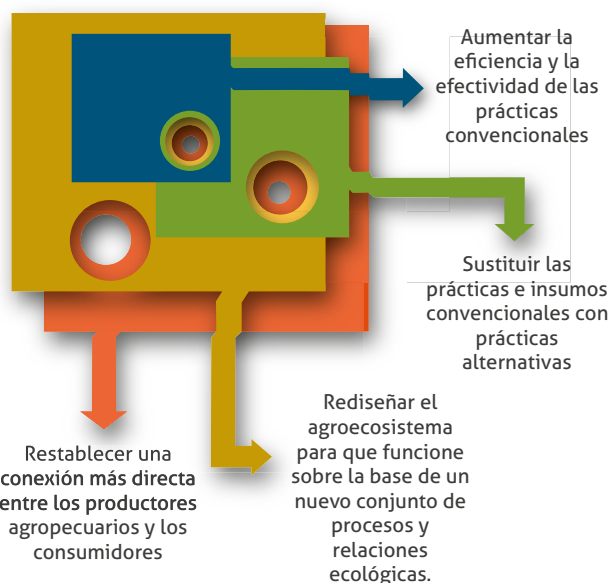 Aumentar la
eficiencia y la
efectividad de las
prácticas
convencionales
Sustituir las
prácticas e insumos
convencionales con
prácticas
alternativas
Rediseñar el
agroecosistema
para que funcione
sobre la base de un
nuevo conjunto de
procesos y
relaciones
ecológicas.
Restablecer una
conexión más directa
entre los productores
agropecuarios y los
consumidores